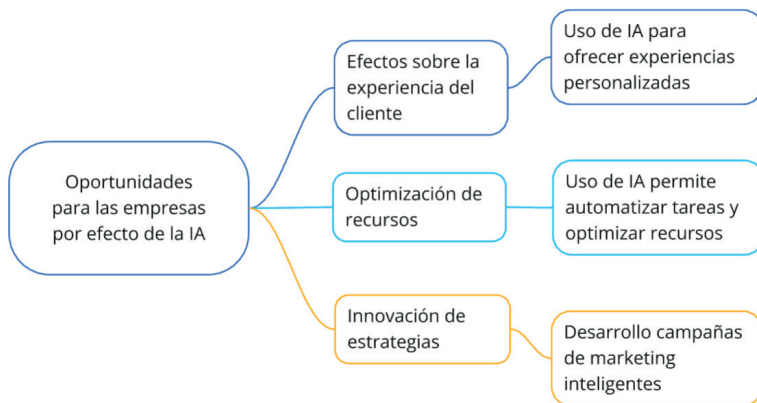 Oportunidades
para las empresas
por efecto de la IA
Efectos sobre la
experiencia del
cliente
Uso de IA para
ofrecer experiencias
personalizadas
Optimización de
recursos
Uso de IA permite
automatizar tareas y
optimizar recursos
Innovación de
estrategias
Desarrollo campañas
de marketing
inteligentes